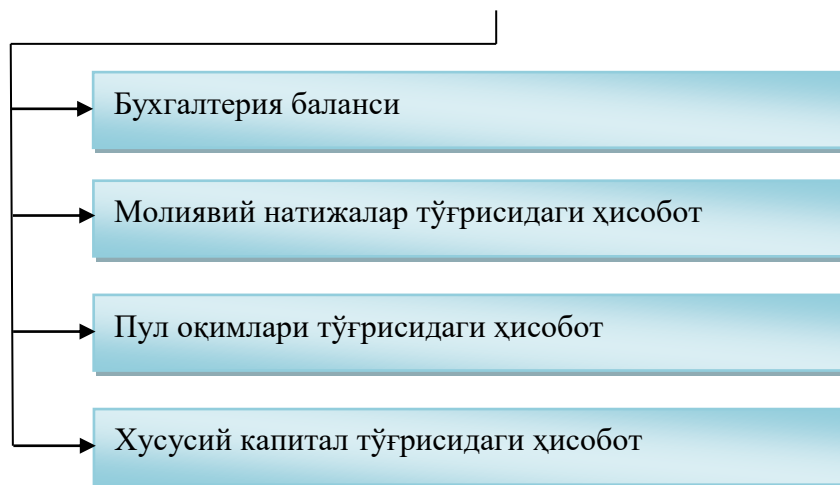 Бухгалтерия баланси
Молиявий натижалар тўғрисидаги ҳисобот
Пул оқимлари тўғрисидаги ҳисобот
Хусусий капитал тўғрисидаги ҳисобот